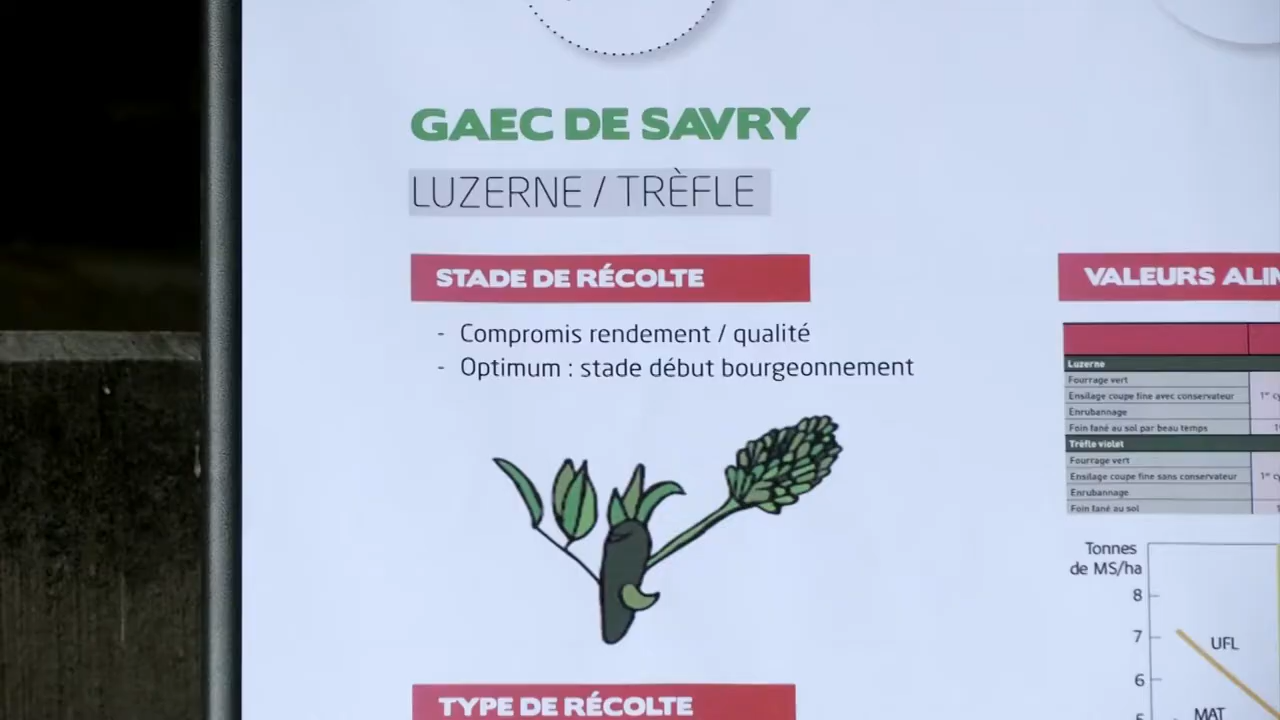 GAEC DE SAVRY
LUZERNE / TRÈFLE
STADE DE RÉCOLTE
- Compromis rendement / qualité
- Optimum : stade début bourgeonnement
TYPE DE RÉCOLTE
VALEURS ALIM
Luzerne
Fourrage vert
Ensilage coupe fine avec conservateur
Enrubannage
Foin fané au sol par beau temps
Trèfle violet
Fourrage vert
Ensilage coupe fine sans conservateur
Enrubannage
Foin fané au sol
Tonnes
de MS/ha
8
7
UFL
6
MAT
5